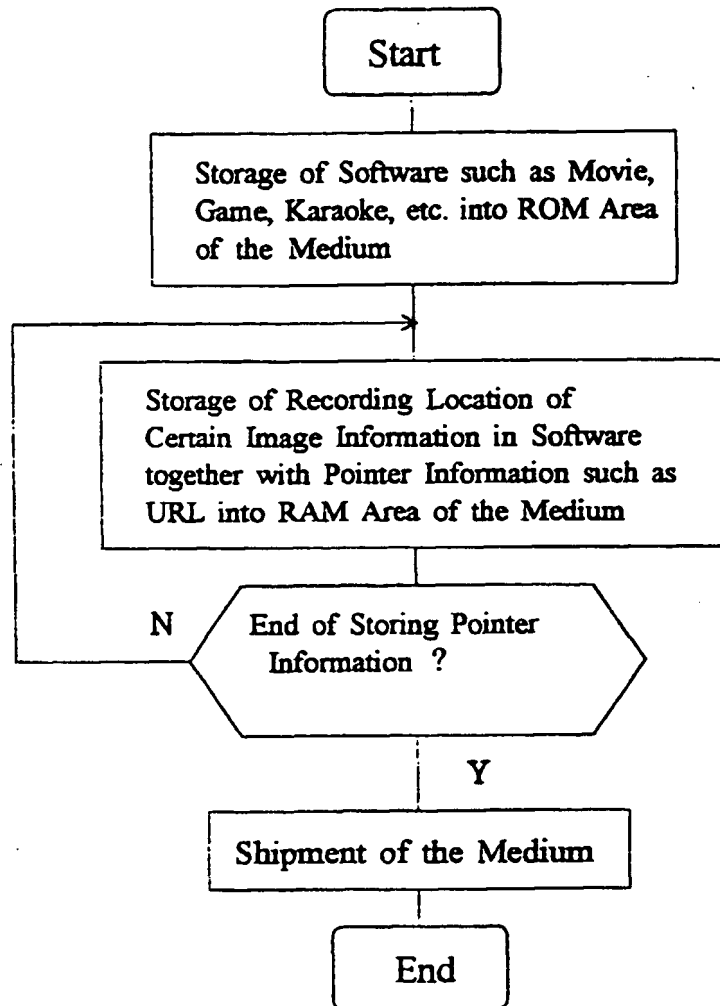 Start
Storage of Software such as Movie,
Game, Karaoke, etc. into ROM Area
of the Medium
Storage of Recording Location of
Certain Image Information in Software
together with Pointer Information such as
URL into RAM Area of the Medium
N
End of Storing Pointer
Information ?
Y
Shipment of the Medium
End